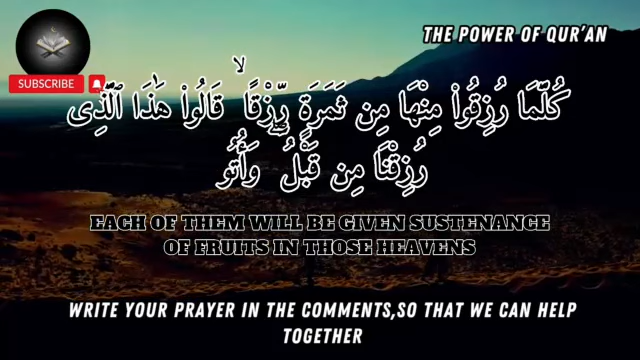 THE POWER OF QUR'AN
SUBSCRIBE
كُلَّمَا رُزِقُوا۟ مِنْهَا مِن ثَمَرَةٍ رِّزْقًا ۙ قَالُوا۟ هَٰذَا ٱلَّذِى
رُزِقْنَا مِن قَبْلُ ۖ وَأُتُو
EACH OF THEM WILL BE GIVEN SUSTENANCE
OF FRUITS IN THOSE HEAVENS
WRITE YOUR PRAYER IN THE COMMENTS,SO THAT WE CAN HELP
TOGETHER